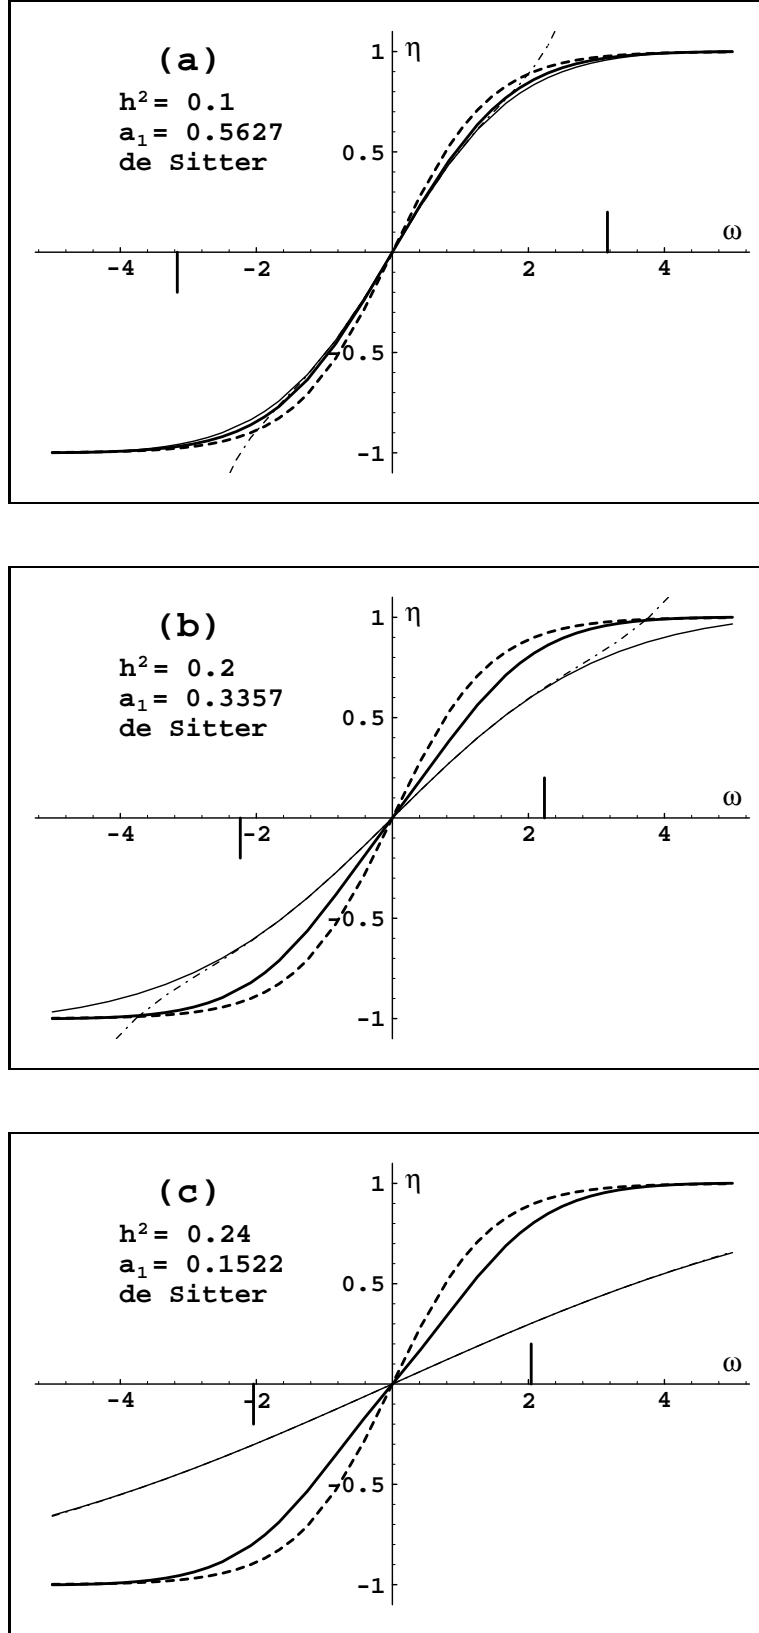 (a)
h²= 0.1
a₁= 0.5627
de Sitter
1 η
0.5
ω
-4 -2 2 4
-0.5
-1
(b)
h²= 0.2
a₁= 0.3357
de Sitter
1 η
0.5
ω
-4 -2 2 4
-0.5
-1
(c)
h²= 0.24
a₁= 0.1522
de Sitter
1 η
0.5
ω
-4 -2 2 4
-0.5
-1